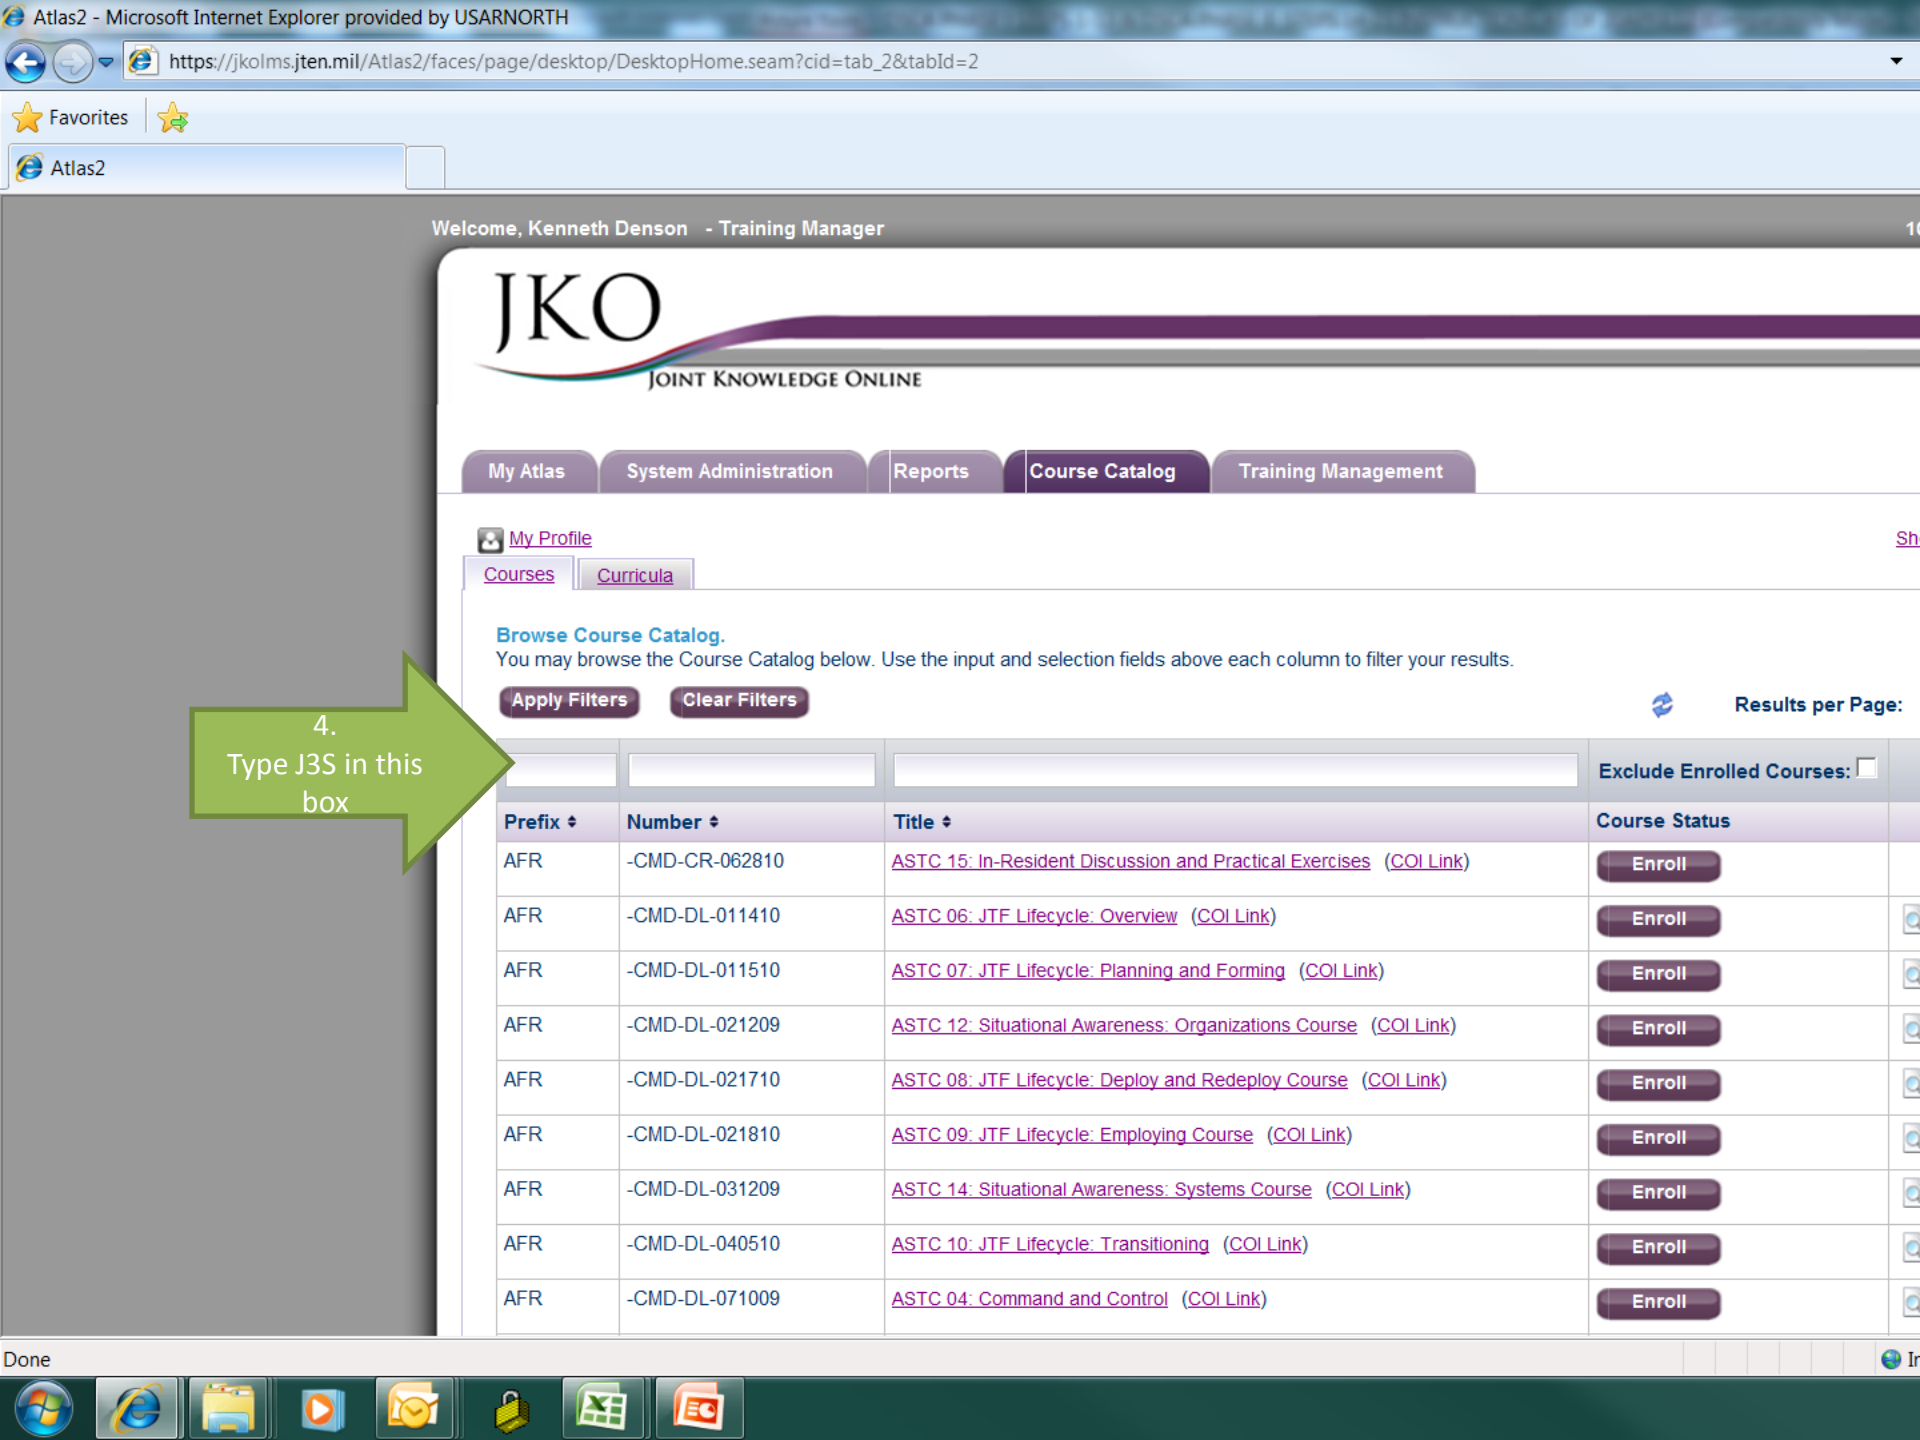 Atlas2 - Microsoft Internet Explorer provided by USARNORTH
https://jkolms.jten.mil/Atlas2/faces/page/desktop/DesktopHome.seam?cid=tab_2&tabId=2
Favorites
Atlas2
Welcome, Kenneth Denson - Training Manager
JKO
JOINT KNOWLEDGE ONLINE
My Atlas System Administration Reports Course Catalog Training Management
My Profile
Courses Curricula
Browse Course Catalog.
You may browse the Course Catalog below. Use the input and selection fields above each column to filter your results.
Apply Filters Clear Filters Results per Page:
4.
Type J3S in this
box
Exclude Enrolled Courses:
Prefix Number Title Course Status
AFR -CMD-CR-062810 ASTC 15: In-Resident Discussion and Practical Exercises (COI Link) Enroll
AFR -CMD-DL-011410 ASTC 06: JTF Lifecycle: Overview (COI Link) Enroll
AFR -CMD-DL-011510 ASTC 07: JTF Lifecycle: Planning and Forming (COI Link) Enroll
AFR -CMD-DL-021209 ASTC 12: Situational Awareness: Organizations Course (COI Link) Enroll
AFR -CMD-DL-021710 ASTC 08: JTF Lifecycle: Deploy and Redeploy Course (COI Link) Enroll
AFR -CMD-DL-021810 ASTC 09: JTF Lifecycle: Employing Course (COI Link) Enroll
AFR -CMD-DL-031209 ASTC 14: Situational Awareness: Systems Course (COI Link) Enroll
AFR -CMD-DL-040510 ASTC 10: JTF Lifecycle: Transitioning (COI Link) Enroll
AFR -CMD-DL-071009 ASTC 04: Command and Control (COI Link) Enroll
Done